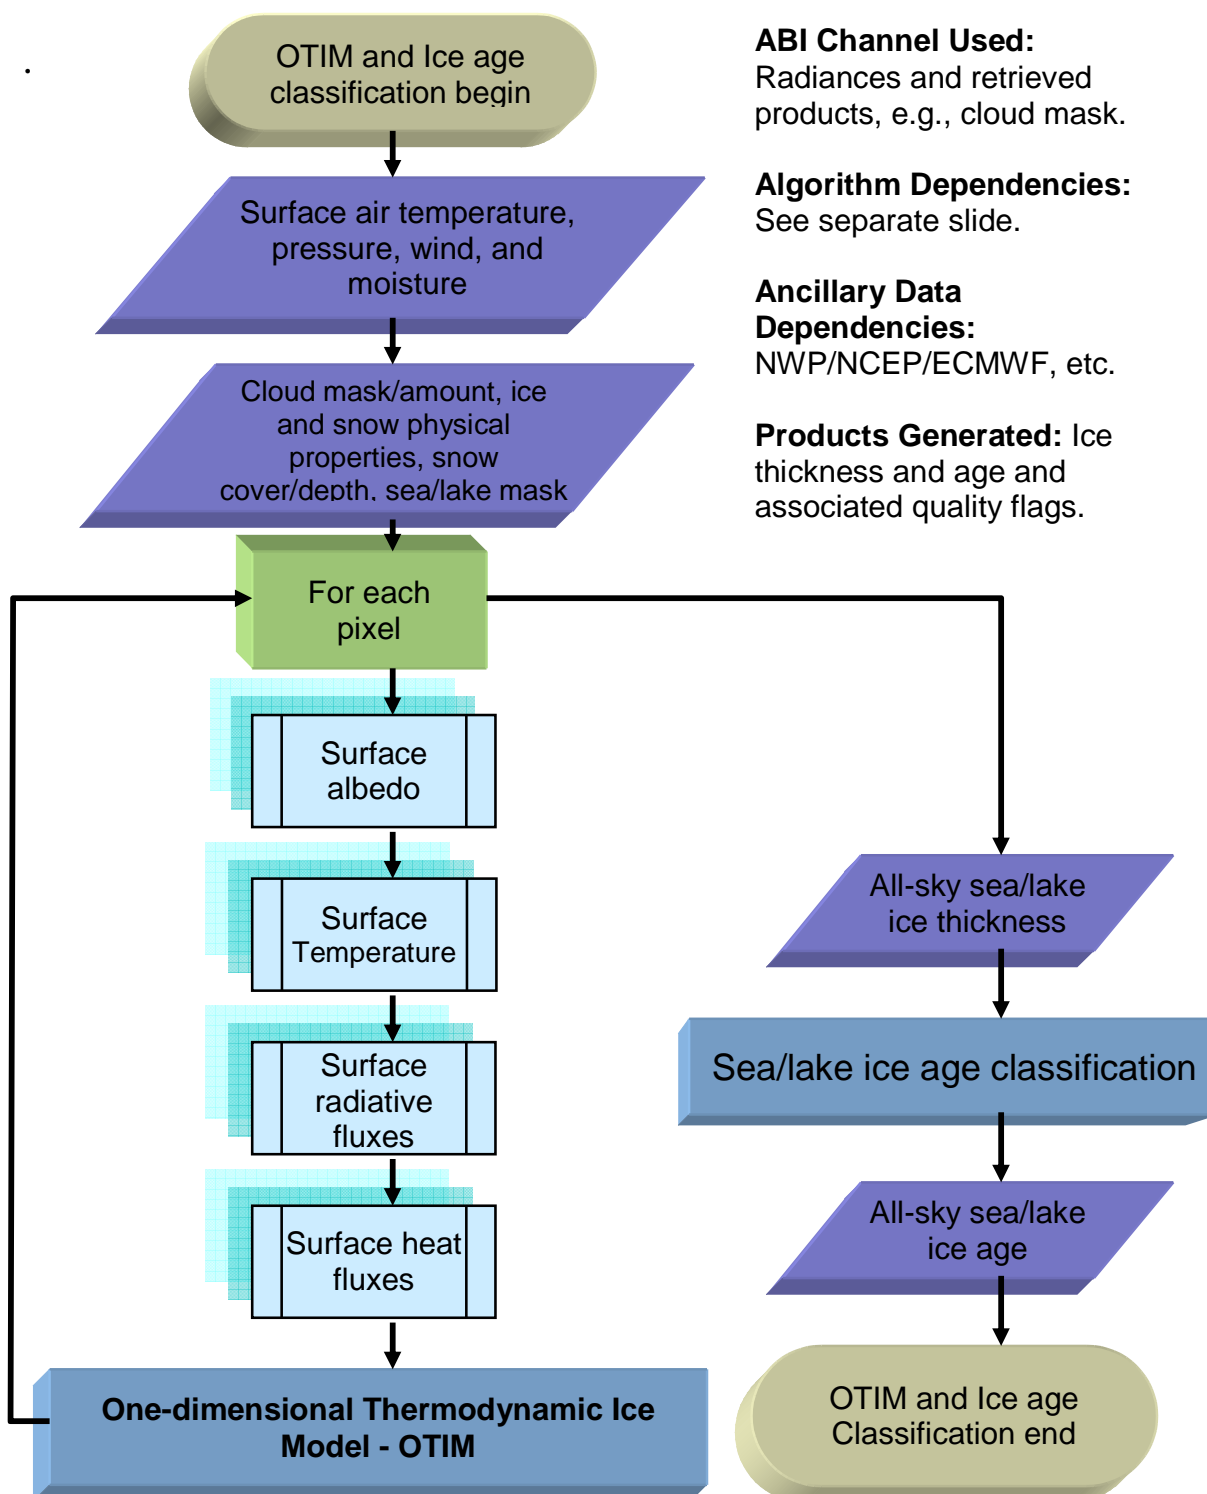 OTIM and Ice age
classification begin
ABI Channel Used:
Radiances and retrieved
products, e.g., cloud mask.
Algorithm Dependencies:
See separate slide.
Ancillary Data
Dependencies:
NWP/NCEP/ECMWF, etc.
Products Generated: Ice
thickness and age and
associated quality flags.
.
Surface air temperature,
pressure, wind, and
moisture
Cloud mask/amount, ice
and snow physical
properties, snow
cover/depth, sea/lake mask
For each
pixel
Surface
albedo
Surface
Temperature
Surface
radiative
fluxes
Surface heat
fluxes
One-dimensional Thermodynamic Ice
Model - OTIM
All-sky sea/lake
ice thickness
Sea/lake ice age classification
All-sky sea/lake
ice age
OTIM and Ice age
Classification end